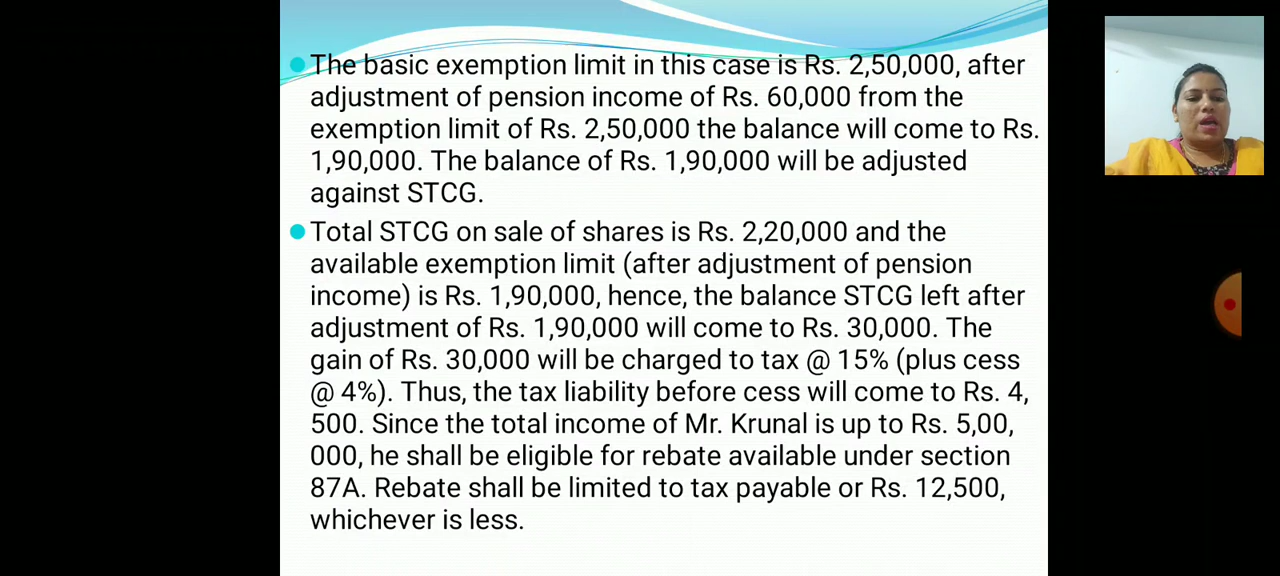 The basic exemption limit in this case is Rs. 2,50,000, after
adjustment of pension income of Rs. 60,000 from the
exemption limit of Rs. 2,50,000 the balance will come to Rs.
1,90,000. The balance of Rs. 1,90,000 will be adjusted
against STCG.
Total STCG on sale of shares is Rs. 2,20,000 and the
available exemption limit (after adjustment of pension
income) is Rs. 1,90,000, hence, the balance STCG left after
adjustment of Rs. 1,90,000 will come to Rs. 30,000. The
gain of Rs. 30,000 will be charged to tax @ 15% (plus cess
@ 4%). Thus, the tax liability before cess will come to Rs. 4,
500. Since the total income of Mr. Krunal is up to Rs. 5,00,
000, he shall be eligible for rebate available under section
87A. Rebate shall be limited to tax payable or Rs. 12,500,
whichever is less.